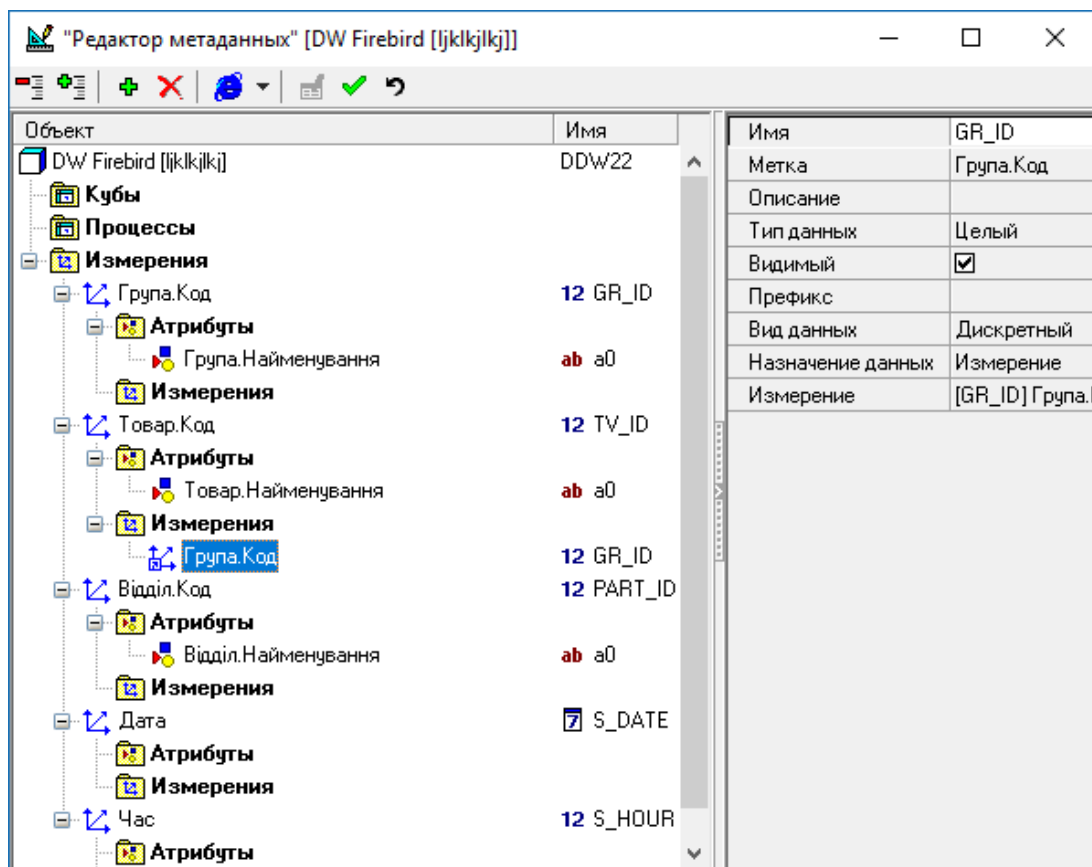 "Редактор метаданных" [DW Firebird [ljklkjlkj]]
Объект Имя
DW Firebird [ljklkjlkj] DDW22
Кубы
Процессы
Измерения
Група.Код 12 GR_ID
Атрибуты
Група.Найменування ab a0
Измерения
Товар.Код 12 TV_ID
Атрибуты
Товар.Найменування ab a0
Измерения
Група.Код 12 GR_ID
Відділ.Код 12 PART_ID
Атрибуты
Відділ.Найменування ab a0
Измерения
Дата 7 S_DATE
Атрибуты
Измерения
Час 12 S_HOUR
Атрибуты
Имя GR_ID
Метка Група.Код
Описание
Тип данных Целый
Видимый
Префикс
Вид данных Дискретный
Назначение данных Измерение
Измерение [GR_ID] Група.